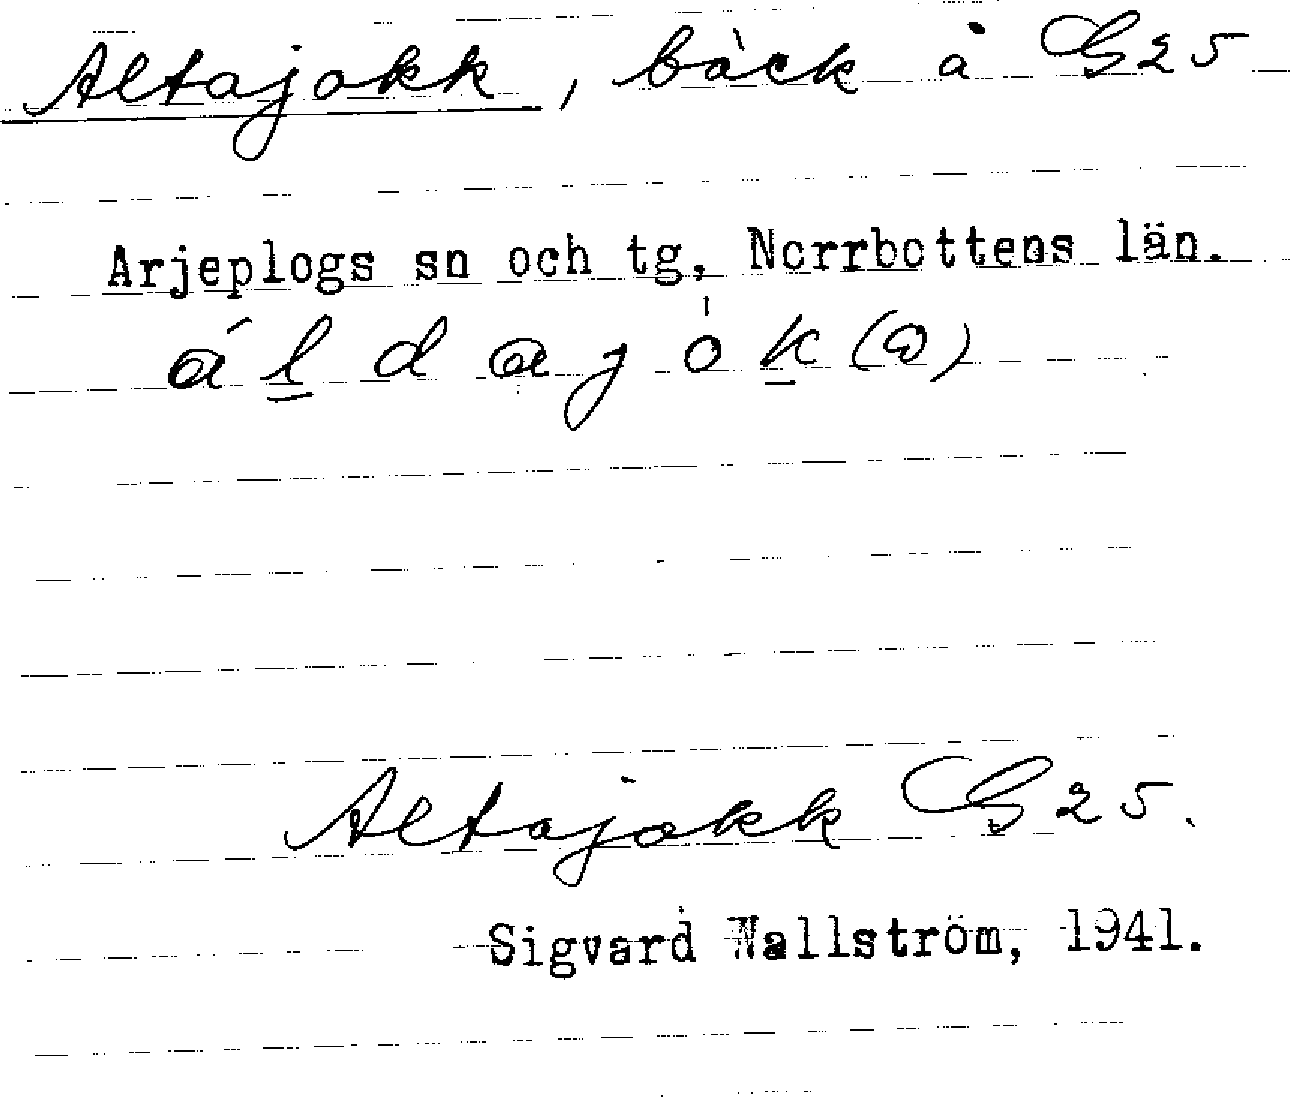 Altajokk, bäck å G25
Arjeplogs sn och tg, Norrbottens län.
á l̲ d a j ó k̲ (ω)
Altajokk G25.
Sigvard Wallström, 1941.